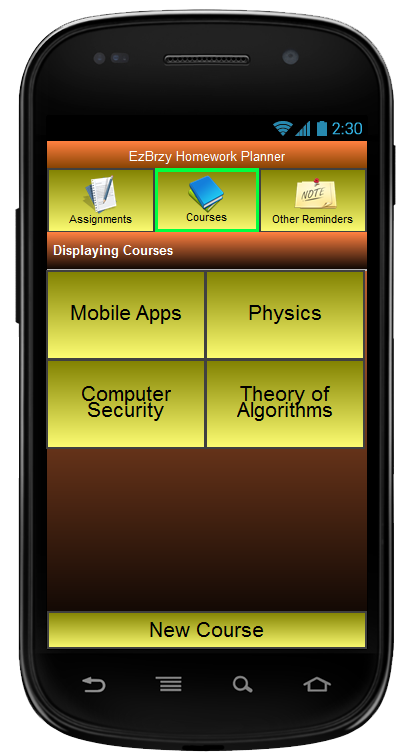 2:30
EzBrzy Homework Planner
Assignments
Courses
Other Reminders
NOTE
Displaying Courses
Mobile Apps
Physics
Computer
Security
Theory of
Algorithms
New Course